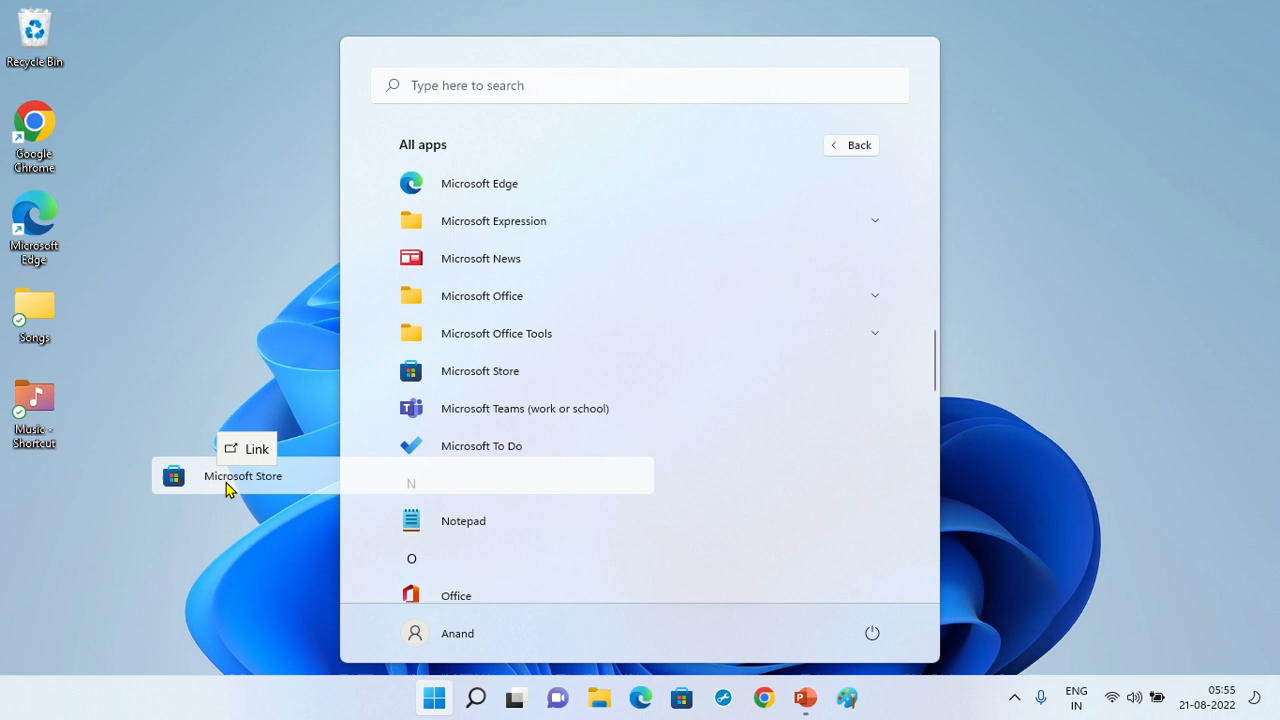 Recycle Bin
Google
Chrome
Microsoft
Edge
Songs
Music -
Shortcut
Type here to search
All apps
Back
Microsoft Edge
Microsoft Expression
Microsoft News
Microsoft Office
Microsoft Office Tools
Microsoft Store
Microsoft Teams (work or school)
Microsoft To Do
Link
Microsoft Store
N
Notepad
O
Office
Anand
ENG
IN
05:55
21-08-2022